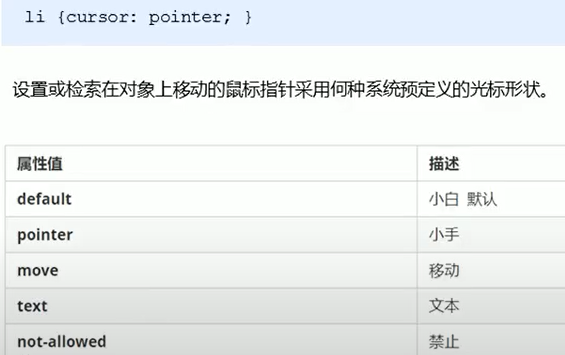 li {cursor: pointer; }
设置或检索在对象上移动的鼠标指针采用何种系统预定义的光标形状。
属性值 描述
default 小白 默认
pointer 小手
move 移动
text 文本
not-allowed 禁止